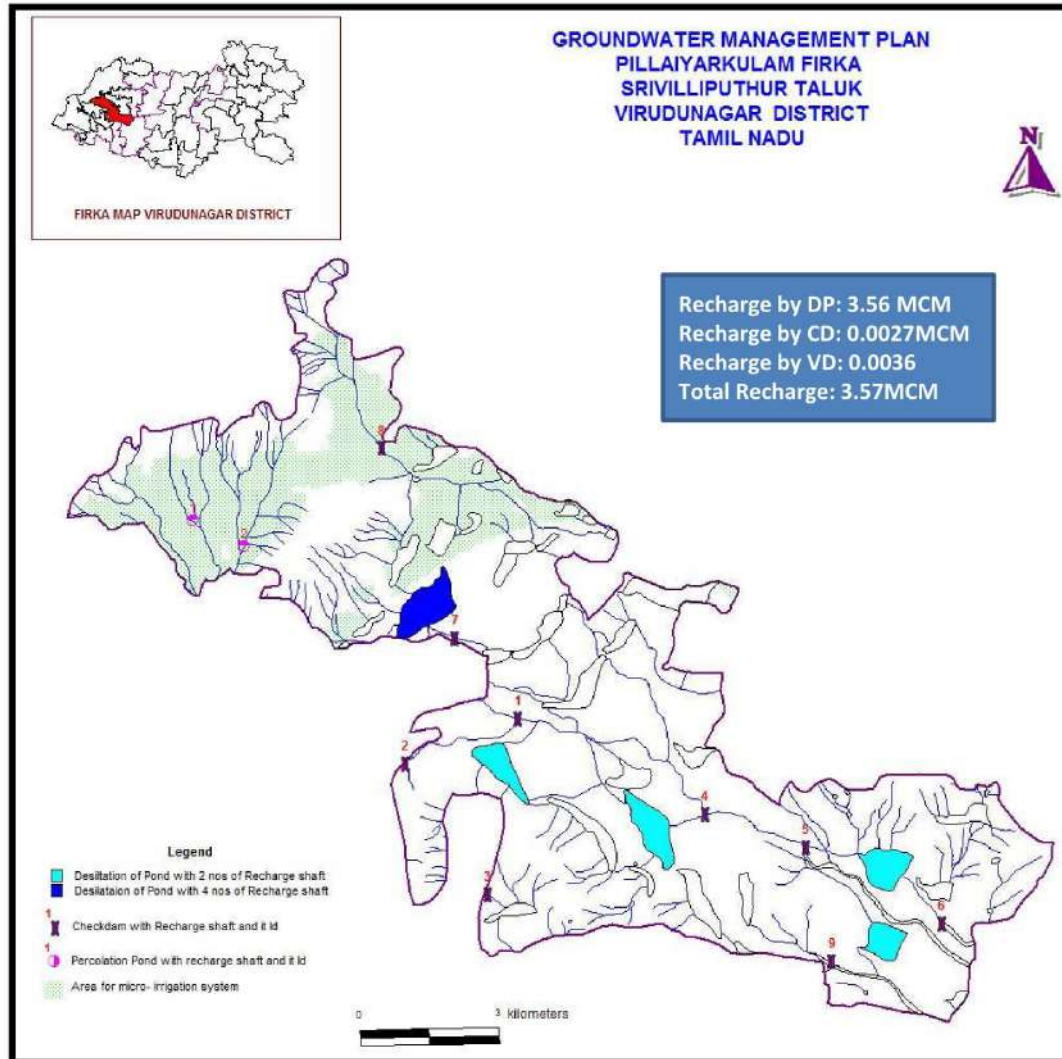 GROUNDWATER MANAGEMENT PLAN
PILLAIYARKULAM FIRKA
SRIVILLIPUTHUR TALUK
VIRUDUNAGAR DISTRICT
TAMIL NADU
N
FIRKA MAP VIRUDUNAGAR DISTRICT
Recharge by DP: 3.56 MCM
Recharge by CD: 0.0027MCM
Recharge by VD: 0.0036
Total Recharge: 3.57MCM
8
1
2
7
1
2
4
5
3
6
9
Legend
Desiltation of Pond with 2 nos of Recharge shaft
Desilataion of Pond with 4 nos of Recharge shaft
1
Checkdam with Recharge shaft and it Id
1
Percolation Pond with recharge shaft and it Id
Area for micro- irrigation system
0 3 kilometers